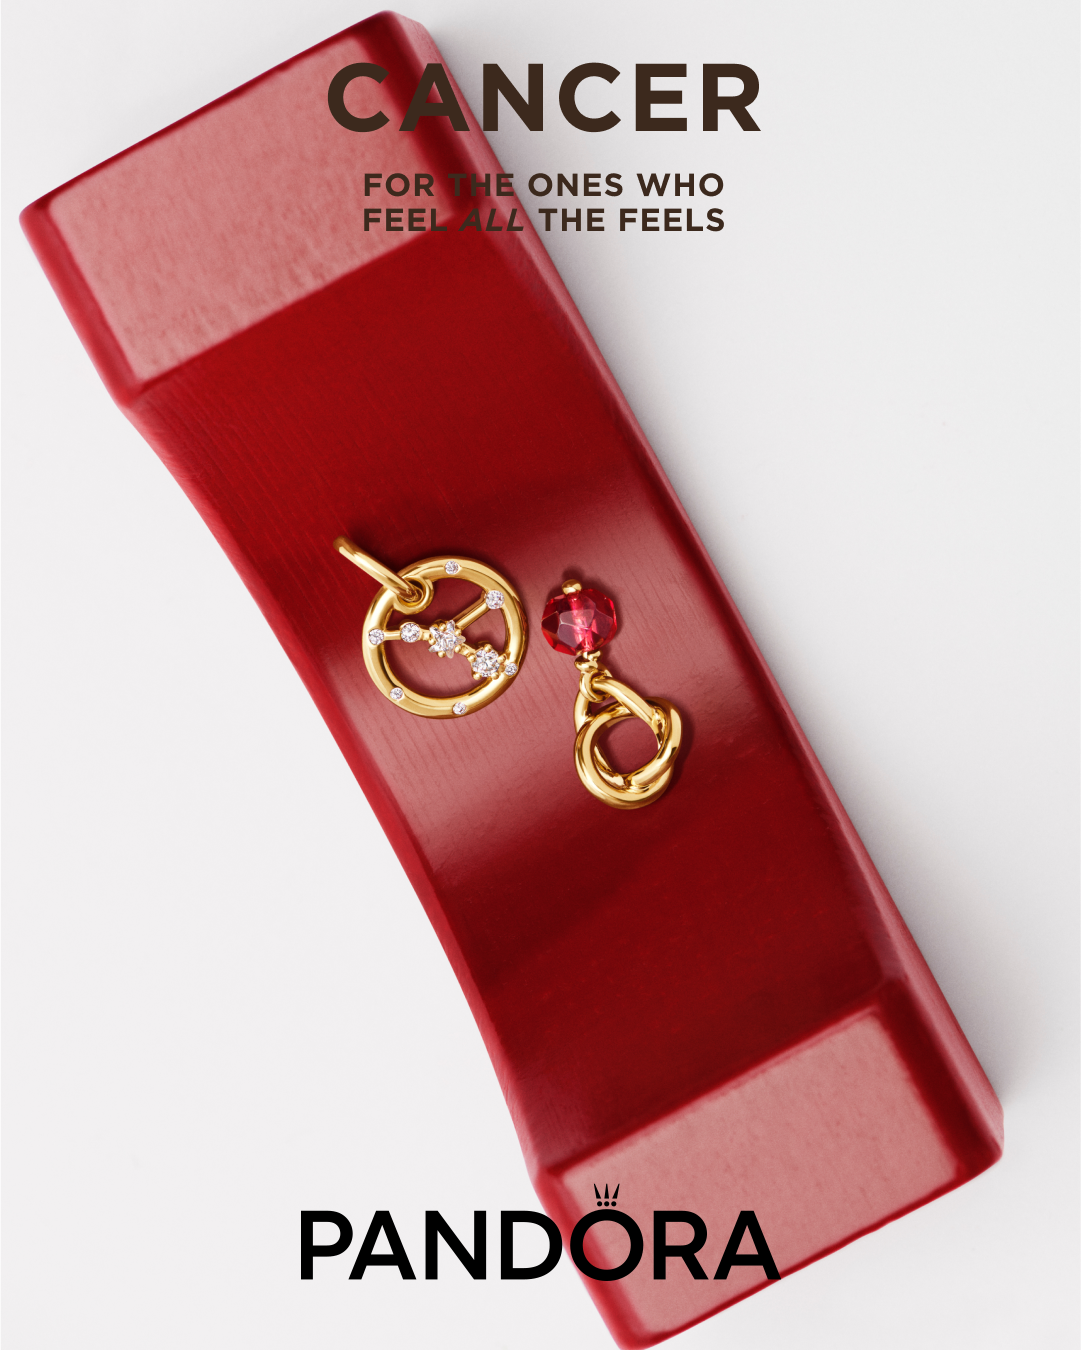 CANCER
FOR THE ONES WHO
FEEL ALL THE FEELS
PANDORA